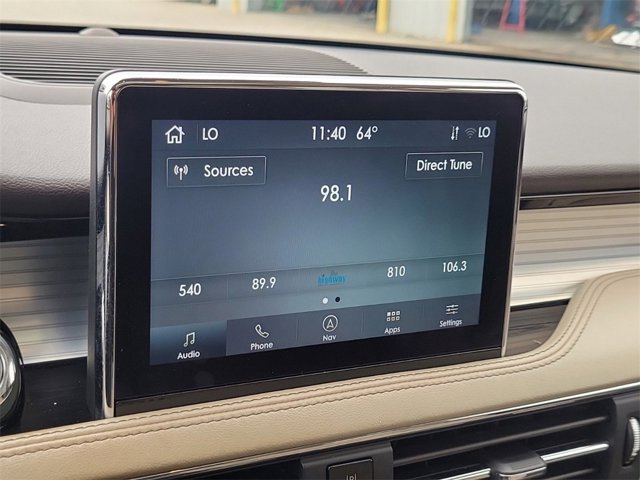 LO 11:40 64° LO
Sources Direct Tune
98.1
540 89.9 HIGHWAY 810 106.3
Audio Phone Nav Apps Settings